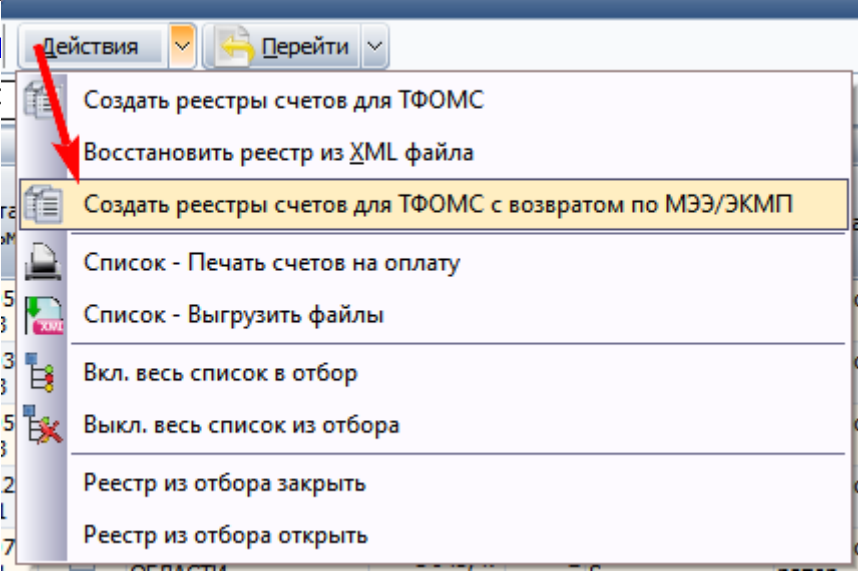 Действия Перейти
Создать реестры счетов для ТФОМС
Восстановить реестр из XML файла
Создать реестры счетов для ТФОМС с возвратом по МЭЭ/ЭКМП
Список - Печать счетов на оплату
Список - Выгрузить файлы
XML
Вкл. весь список в отбор
Выкл. весь список из отбора
Реестр из отбора закрыть
Реестр из отбора открыть